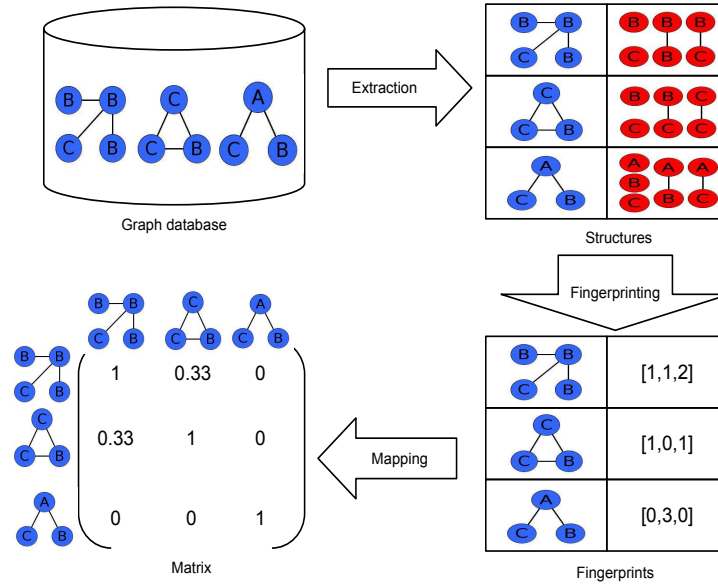 B B
C B
C
C B
A
C B
Graph database
Extraction
B B
C B
B B B
C B C
C
C B
B B C
C C C
A
C B
A
B
C
A A
B C
Structures
Fingerprinting
B B
C B
[1,1,2]
C
C B
[1,0,1]
A
C B
[0,3,0]
Fingerprints
Mapping
B B
C B
C
C B
A
C B
B B
C B
1 0.33 0
C
C B
0.33 1 0
A
C B
0 0 1
Matrix